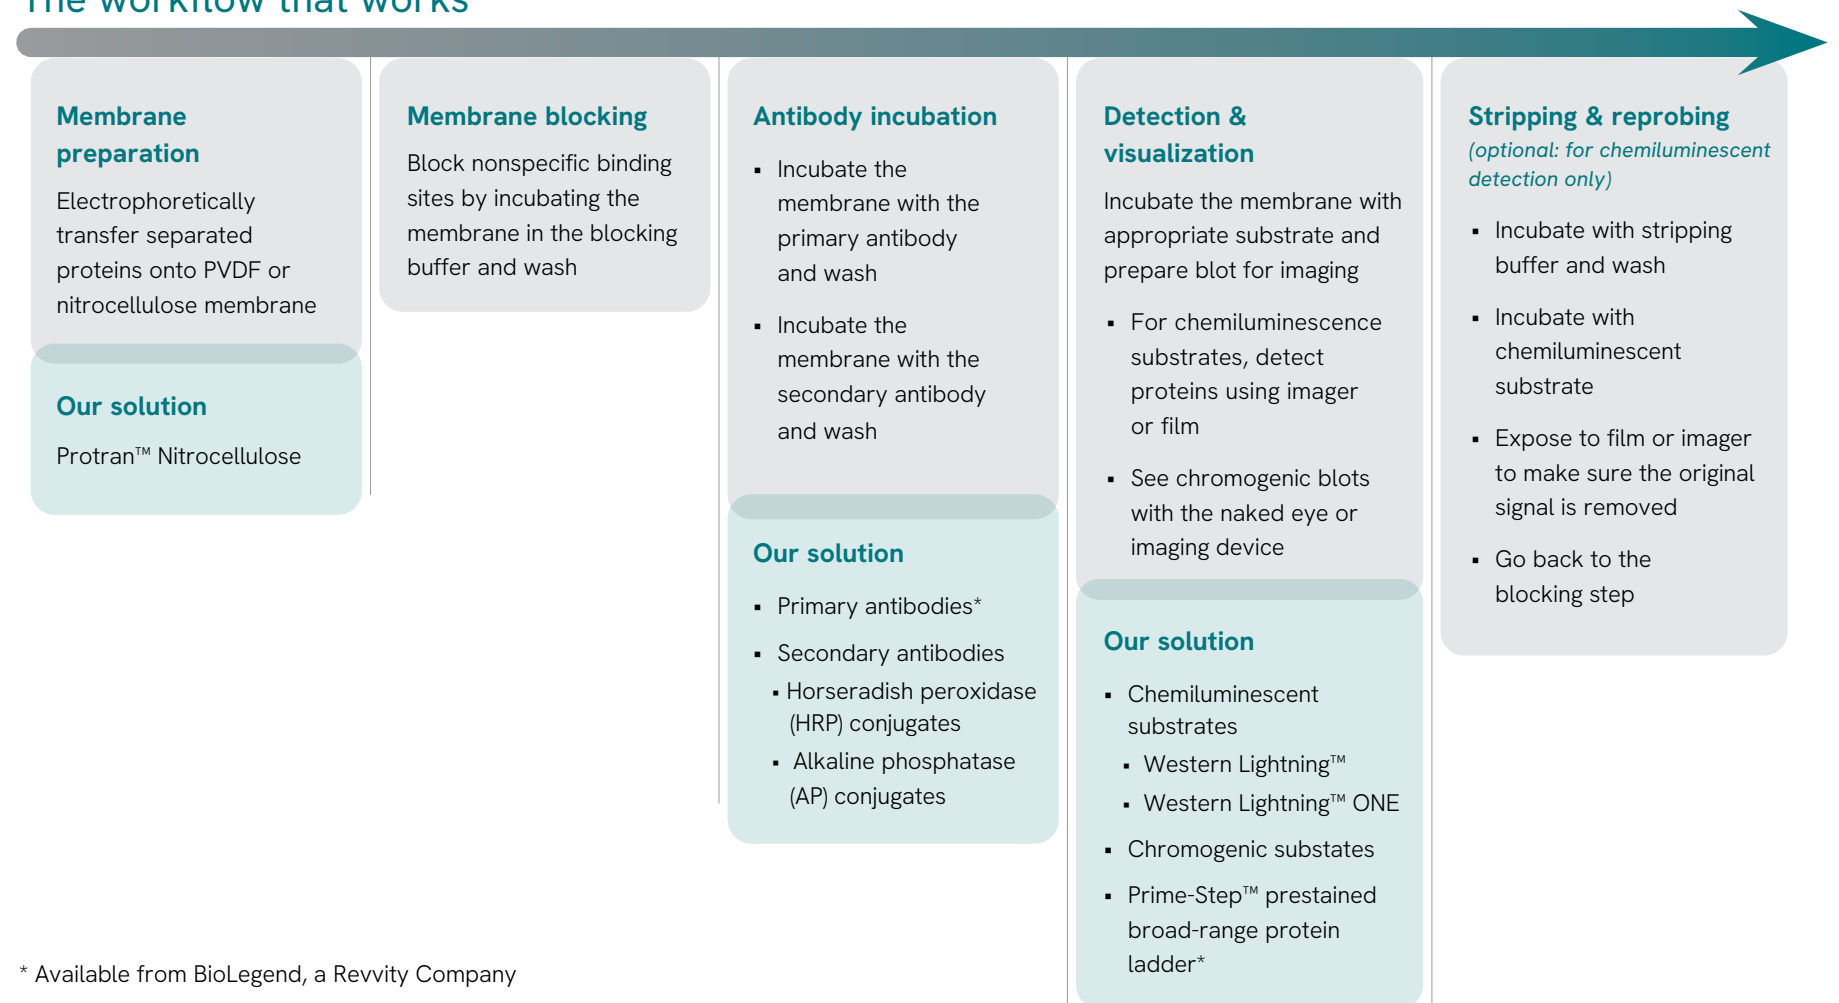 The workflow that works
Membrane
preparation
Electrophoretically
transfer separated
proteins onto PVDF or
nitrocellulose membrane
Our solution
Protran™ Nitrocellulose
Membrane blocking
Block nonspecific binding
sites by incubating the
membrane in the blocking
buffer and wash
Antibody incubation
▪ Incubate the
membrane with the
primary antibody
and wash
▪ Incubate the
membrane with the
secondary antibody
and wash
Our solution
▪ Primary antibodies*
▪ Secondary antibodies
▪ Horseradish peroxidase
(HRP) conjugates
▪ Alkaline phosphatase
(AP) conjugates
Detection &
visualization
Incubate the membrane with
appropriate substrate and
prepare blot for imaging
▪ For chemiluminescence
substrates, detect
proteins using imager
or film
▪ See chromogenic blots
with the naked eye or
imaging device
Our solution
▪ Chemiluminescent
substrates
▪ Western Lightning™
▪ Western Lightning™ ONE
▪ Chromogenic substates
▪ Prime-Step™ prestained
broad-range protein
ladder*
Stripping & reprobing
(optional: for chemiluminescent
detection only)
▪ Incubate with stripping
buffer and wash
▪ Incubate with
chemiluminescent
substrate
▪ Expose to film or imager
to make sure the original
signal is removed
▪ Go back to the
blocking step
* Available from BioLegend, a Revvity Company